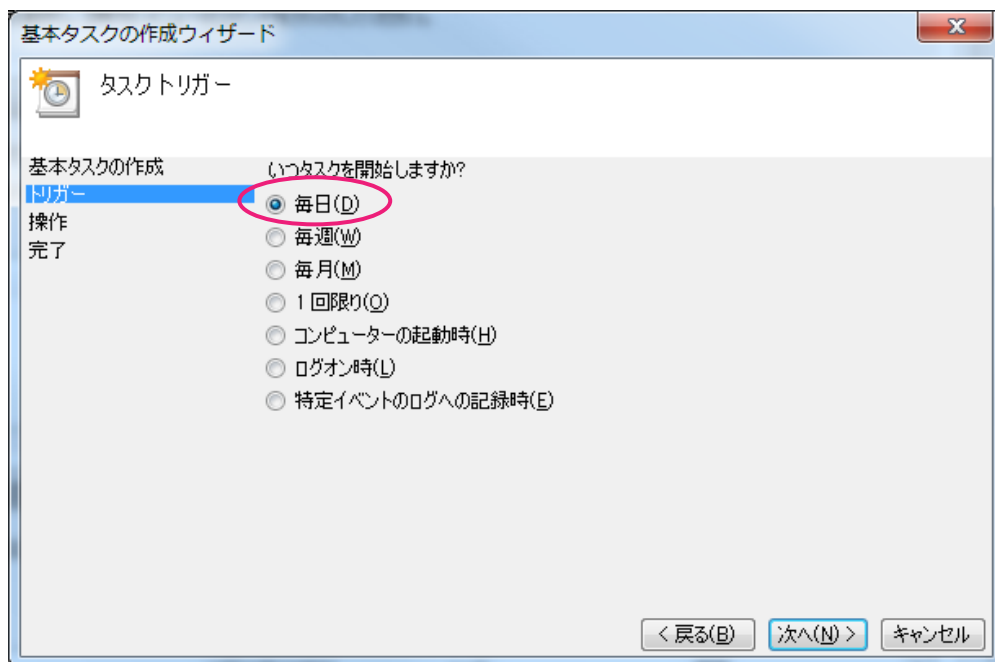 基本タスクの作成ウィザード
タスクトリガー
基本タスクの作成
トリガー
操作
完了
いつタスクを開始しますか?
毎日(D)
毎週(W)
毎月(M)
1 回限り(O)
コンピューターの起動時(H)
ログオン時(L)
特定イベントのログへの記録時(E)
< 戻る(B)
次へ(N) >
キャンセル